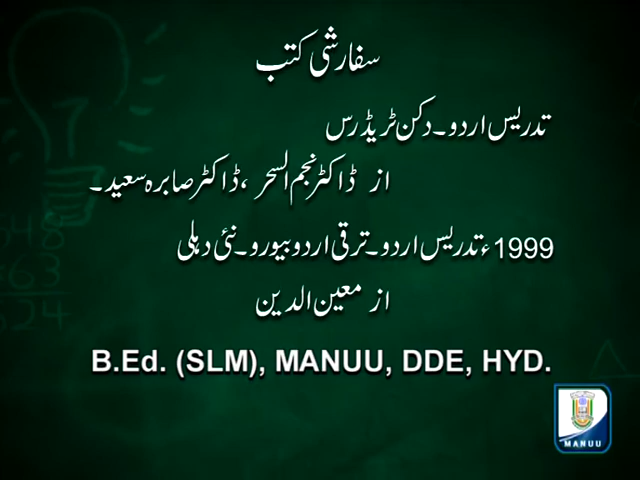 سفارشی کتب
تدریس اردو۔ دکن ٹریڈرس
از ڈاکٹر نجم السحر ، ڈاکٹر صابرہ سعید۔
1999ء تدریس اردو۔ ترقی اردو بیورو۔ نئی دہلی
از معین الدین
B.Ed. (SLM), MANUU, DDE, HYD.
MANUU